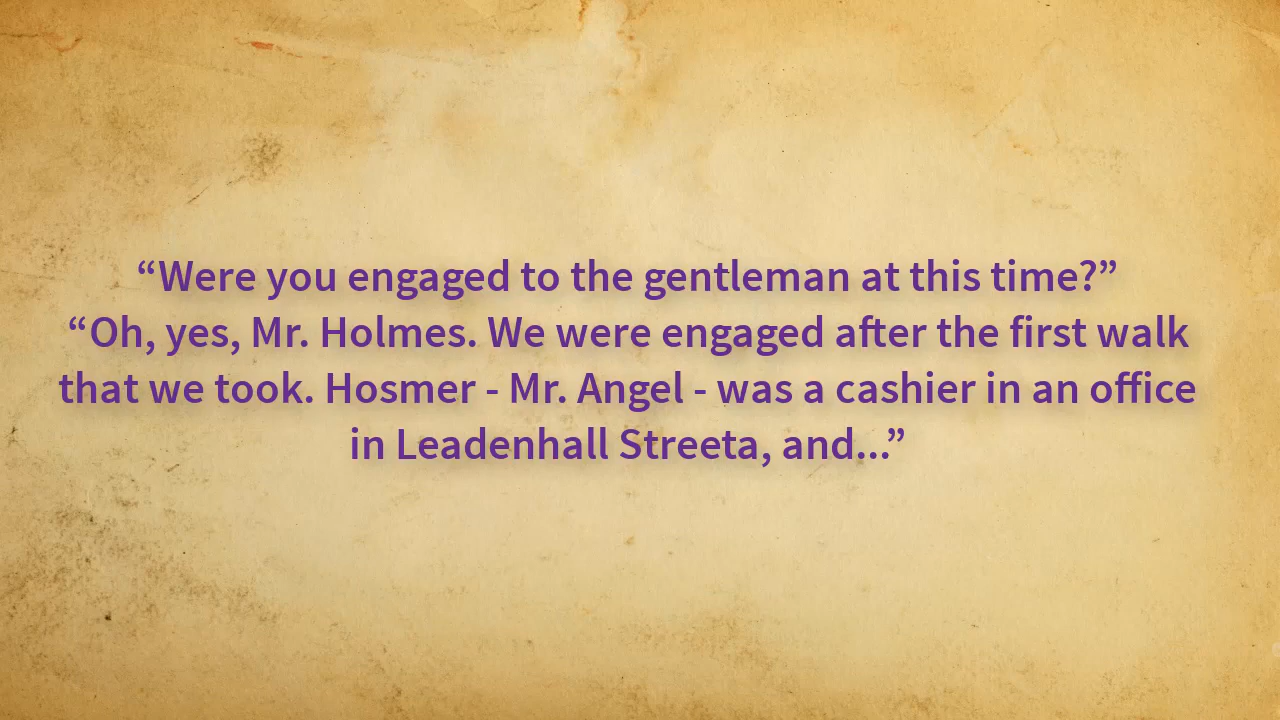 “Were you engaged to the gentleman at this time?”
“Oh, yes, Mr. Holmes. We were engaged after the first walk
that we took. Hosmer - Mr. Angel - was a cashier in an office
in Leadenhall Streeta, and...”